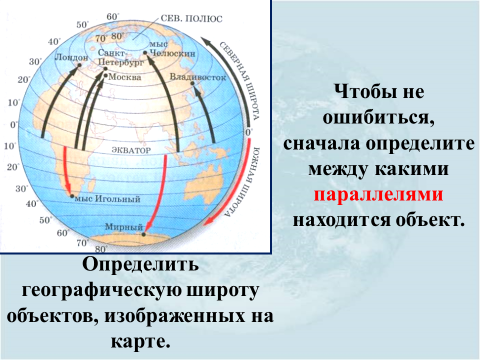 60°
СЕВ. ПОЛЮС
50°
70° 80°
мыс
Челюскин
40°
Санкт-
Петербург
Лондон
Москва
Владивосток
30°
20°
10°
0°
СЕВЕРНАЯ ШИРОТА
0°
ЭКВАТОР
ЮЖНАЯ ШИРОТА
10°
20°
30°
мыс Игольный
40°
50°
Мирный
60°
70°
80°
Чтобы не
ошибиться,
сначала определите
между какими
параллелями
находится объект.
Определить
географическую широту
объектов, изображенных на
карте.